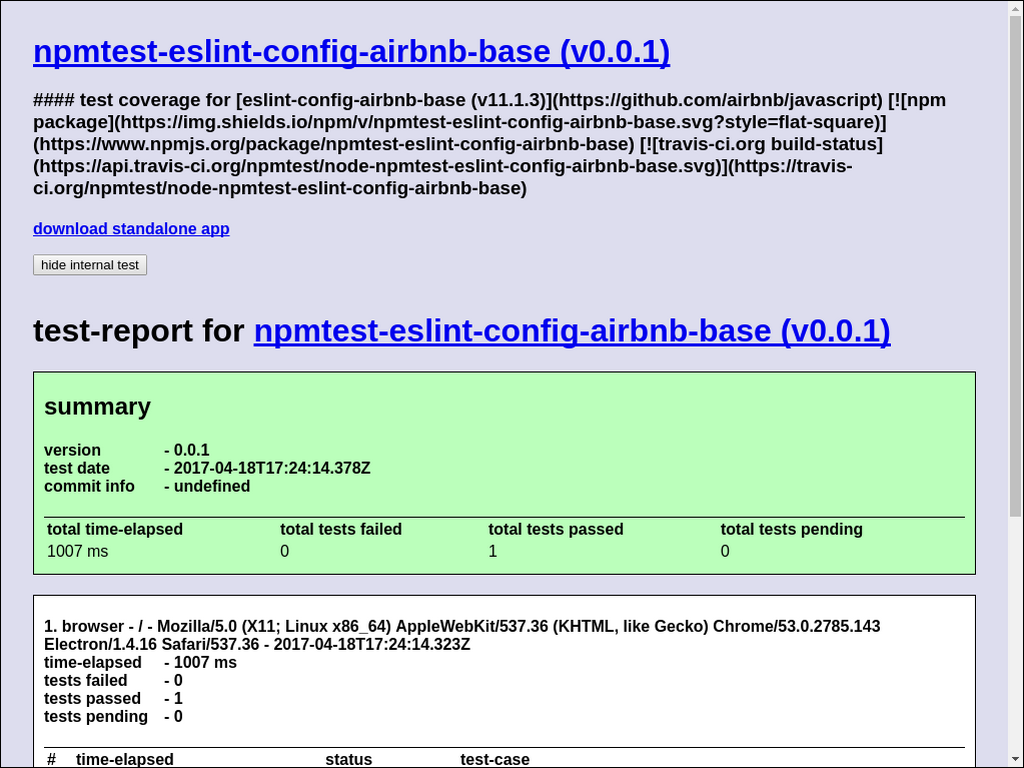 npmtest-eslint-config-airbnb-base (v0.0.1)
#### test coverage for [eslint-config-airbnb-base (v11.1.3)](https://github.com/airbnb/javascript) [![npm
package](https://img.shields.io/npm/v/npmtest-eslint-config-airbnb-base.svg?style=flat-square)]
(https://www.npmjs.org/package/npmtest-eslint-config-airbnb-base) [![travis-ci.org build-status]
(https://api.travis-ci.org/npmtest/node-npmtest-eslint-config-airbnb-base.svg)](https://travis-
ci.org/npmtest/node-npmtest-eslint-config-airbnb-base)
download standalone app
hide internal test
test-report for npmtest-eslint-config-airbnb-base (v0.0.1)
summary
version - 0.0.1
test date - 2017-04-18T17:24:14.378Z
commit info - undefined
total time-elapsed total tests failed total tests passed total tests pending
1007 ms 0 1 0
1. browser - / - Mozilla/5.0 (X11; Linux x86_64) AppleWebKit/537.36 (KHTML, like Gecko) Chrome/53.0.2785.143
Electron/1.4.16 Safari/537.36 - 2017-04-18T17:24:14.323Z
time-elapsed - 1007 ms
tests failed - 0
tests passed - 1
tests pending - 0
# time-elapsed status test-case